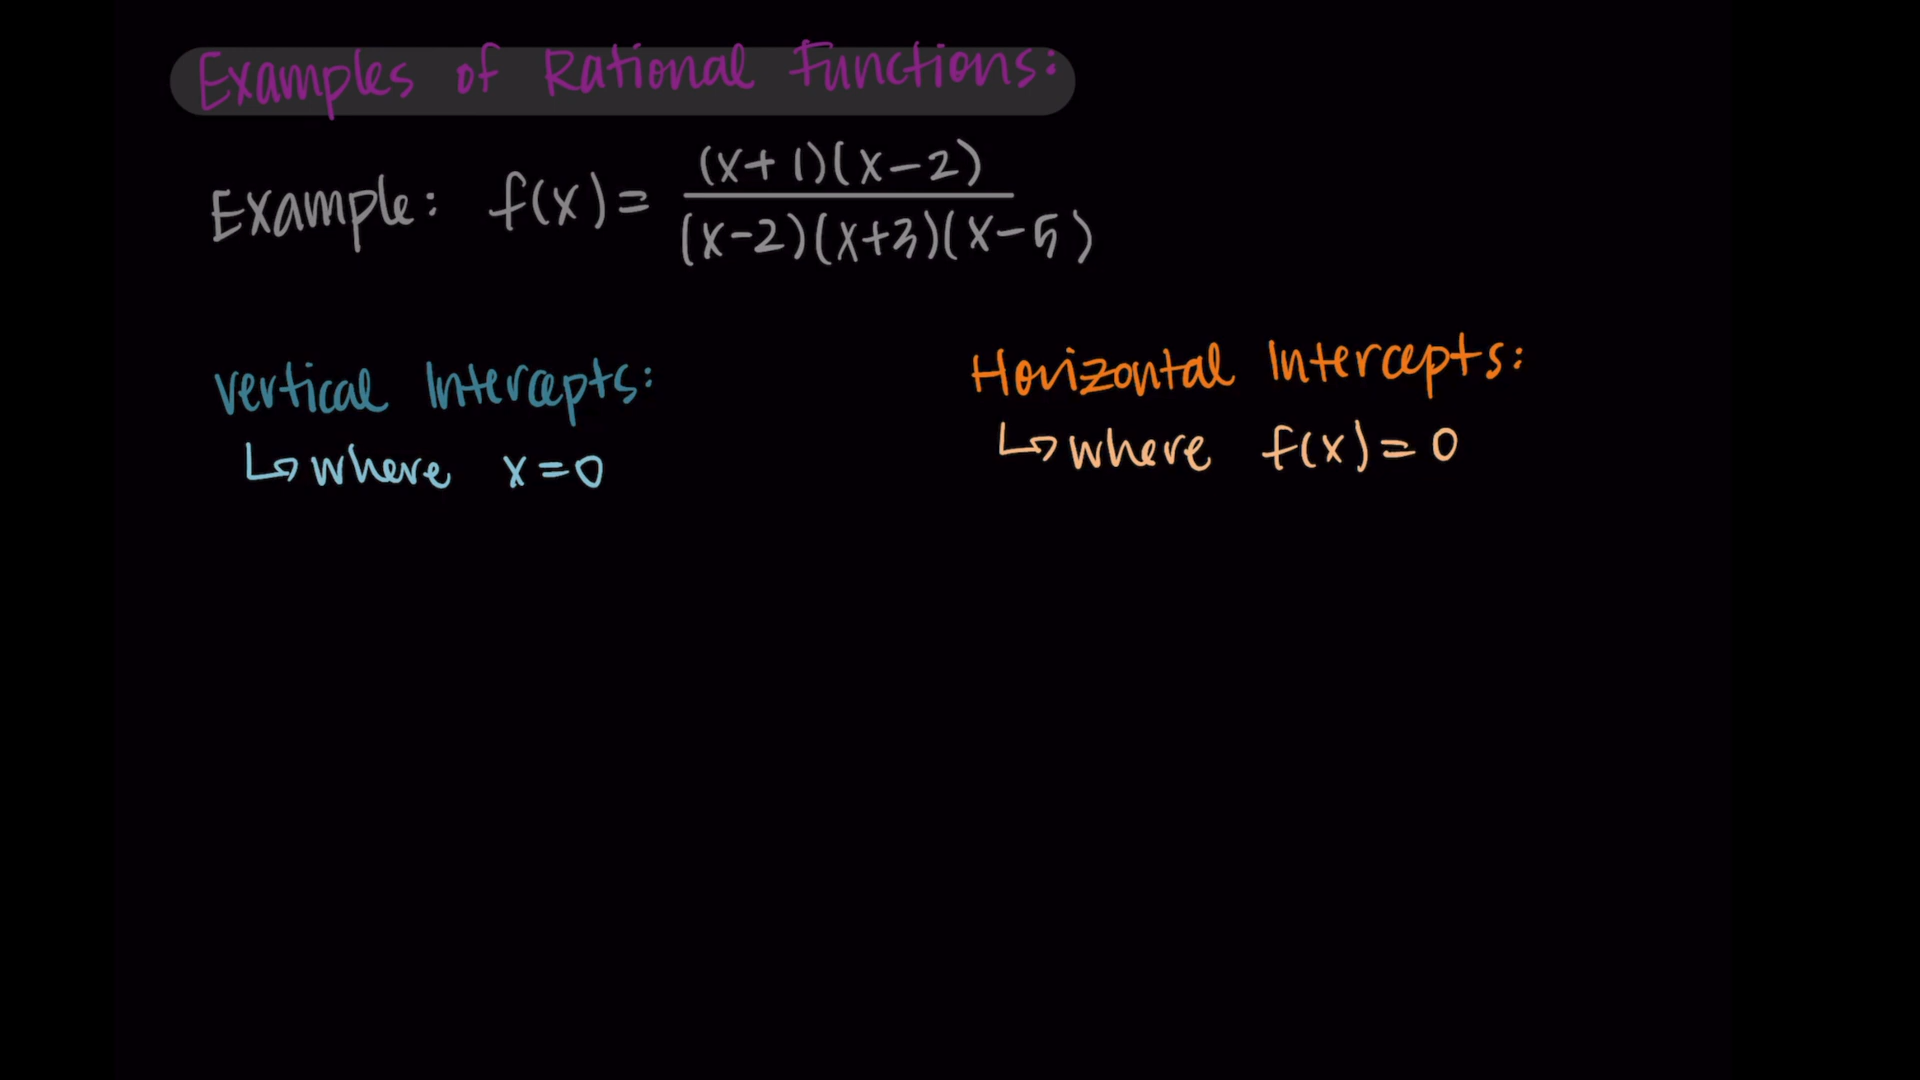 Examples of Rational Functions:
Example: f(x) = (x+1)(x-2)
(x-2)(x+3)(x-5)
Vertical Intercepts:
↳ where x=0
Horizontal Intercepts:
↳ where f(x)=0